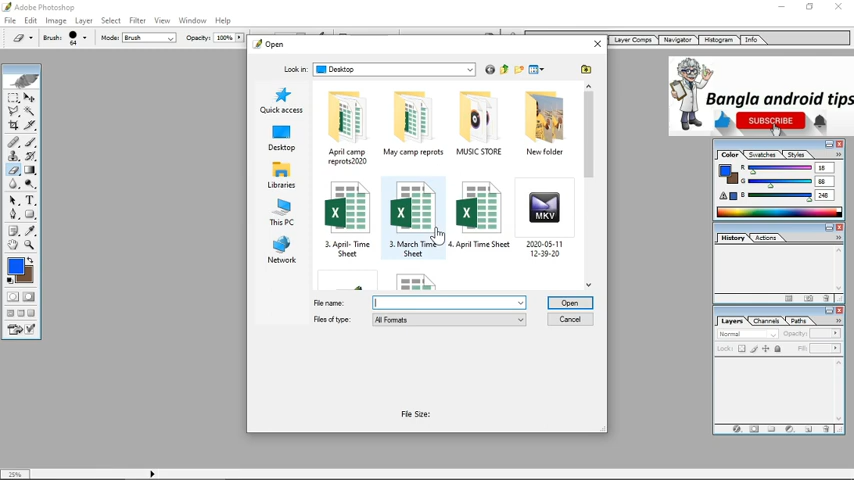 Adobe Photoshop
File Edit Image Layer Select Filter View Window Help
Brush: 64 Mode: Brush Opacity: 100%
Layer Comps Navigator Histogram Info
Open
Look in: Desktop
Quick access
Desktop
Libraries
This PC
Network
April camp reprots2020
May camp reprots
MUSIC STORE
New folder
3. April- Time Sheet
3. March Time Sheet
4. April Time Sheet
MKV
2020-05-11 12-39-20
File name:
Open
Files of type: All Formats
Cancel
File Size:
Bangla android tips
SUBSCRIBE
Color Swatches Styles
R 18
G 66
B 248
History Actions
Layers Channels Paths
Normal Opacity:
Lock: Fill:
25%